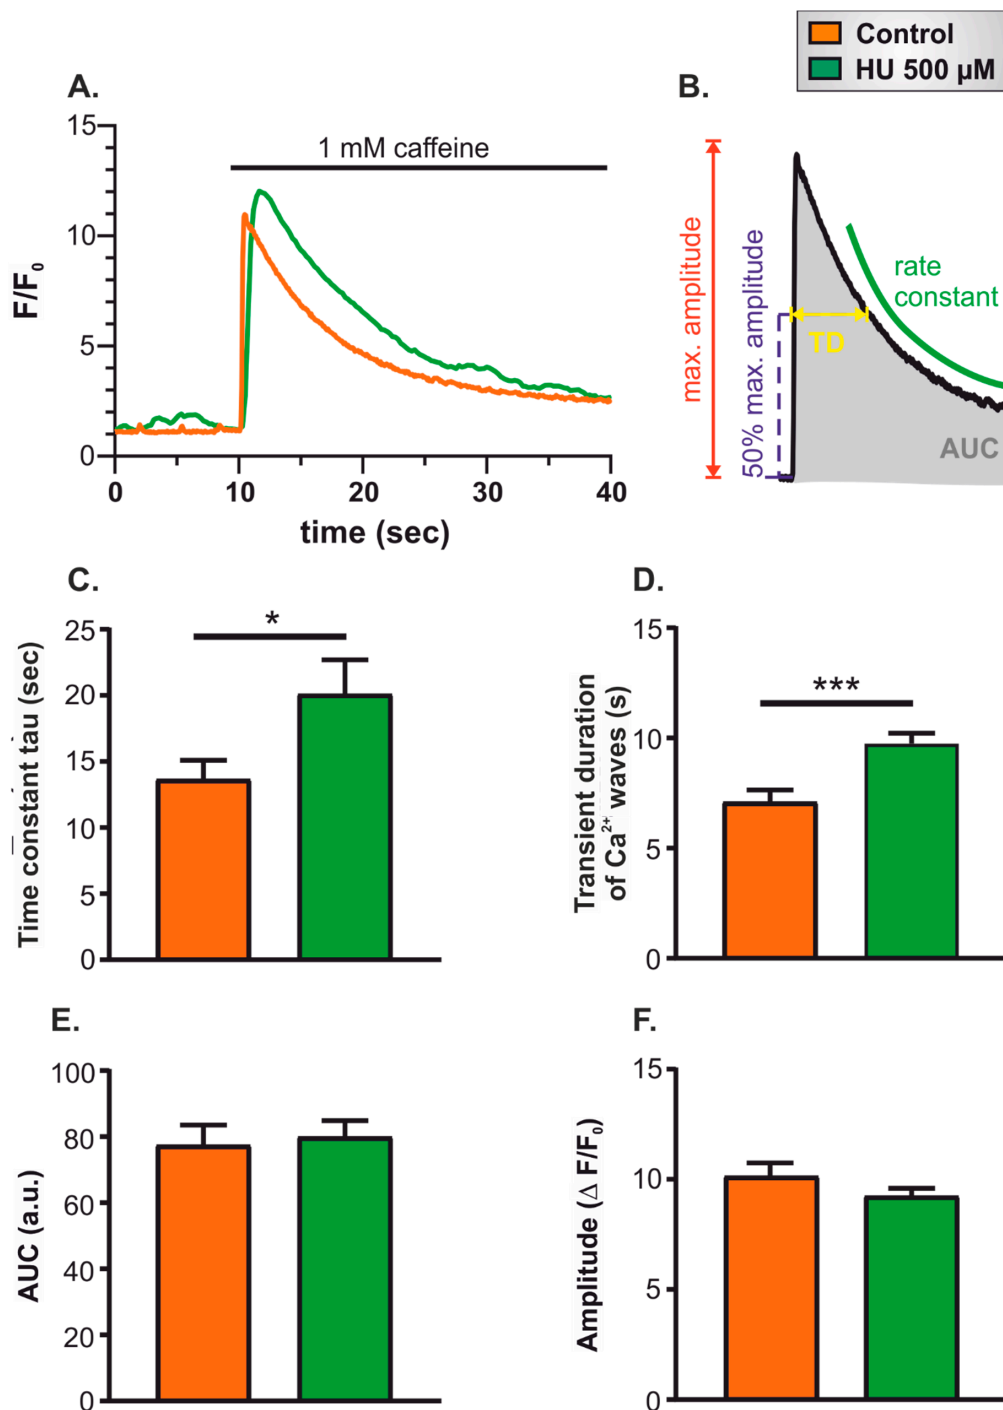 Control
HU 500 µM
A.
B.
15
10
5
0
F/F0
1 mM caffeine
0
10
20
30
40
time (sec)
max. amplitude
50% max. amplitude
TD
rate
constant
AUC
C.
25
20
15
10
5
0
Time constant tau (sec)
*
D.
15
10
5
0
Transient duration
of Ca2+ waves (s)
***
E.
100
80
60
40
20
0
AUC (a.u.)
F.
15
10
5
0
Amplitude (Δ F/F0)